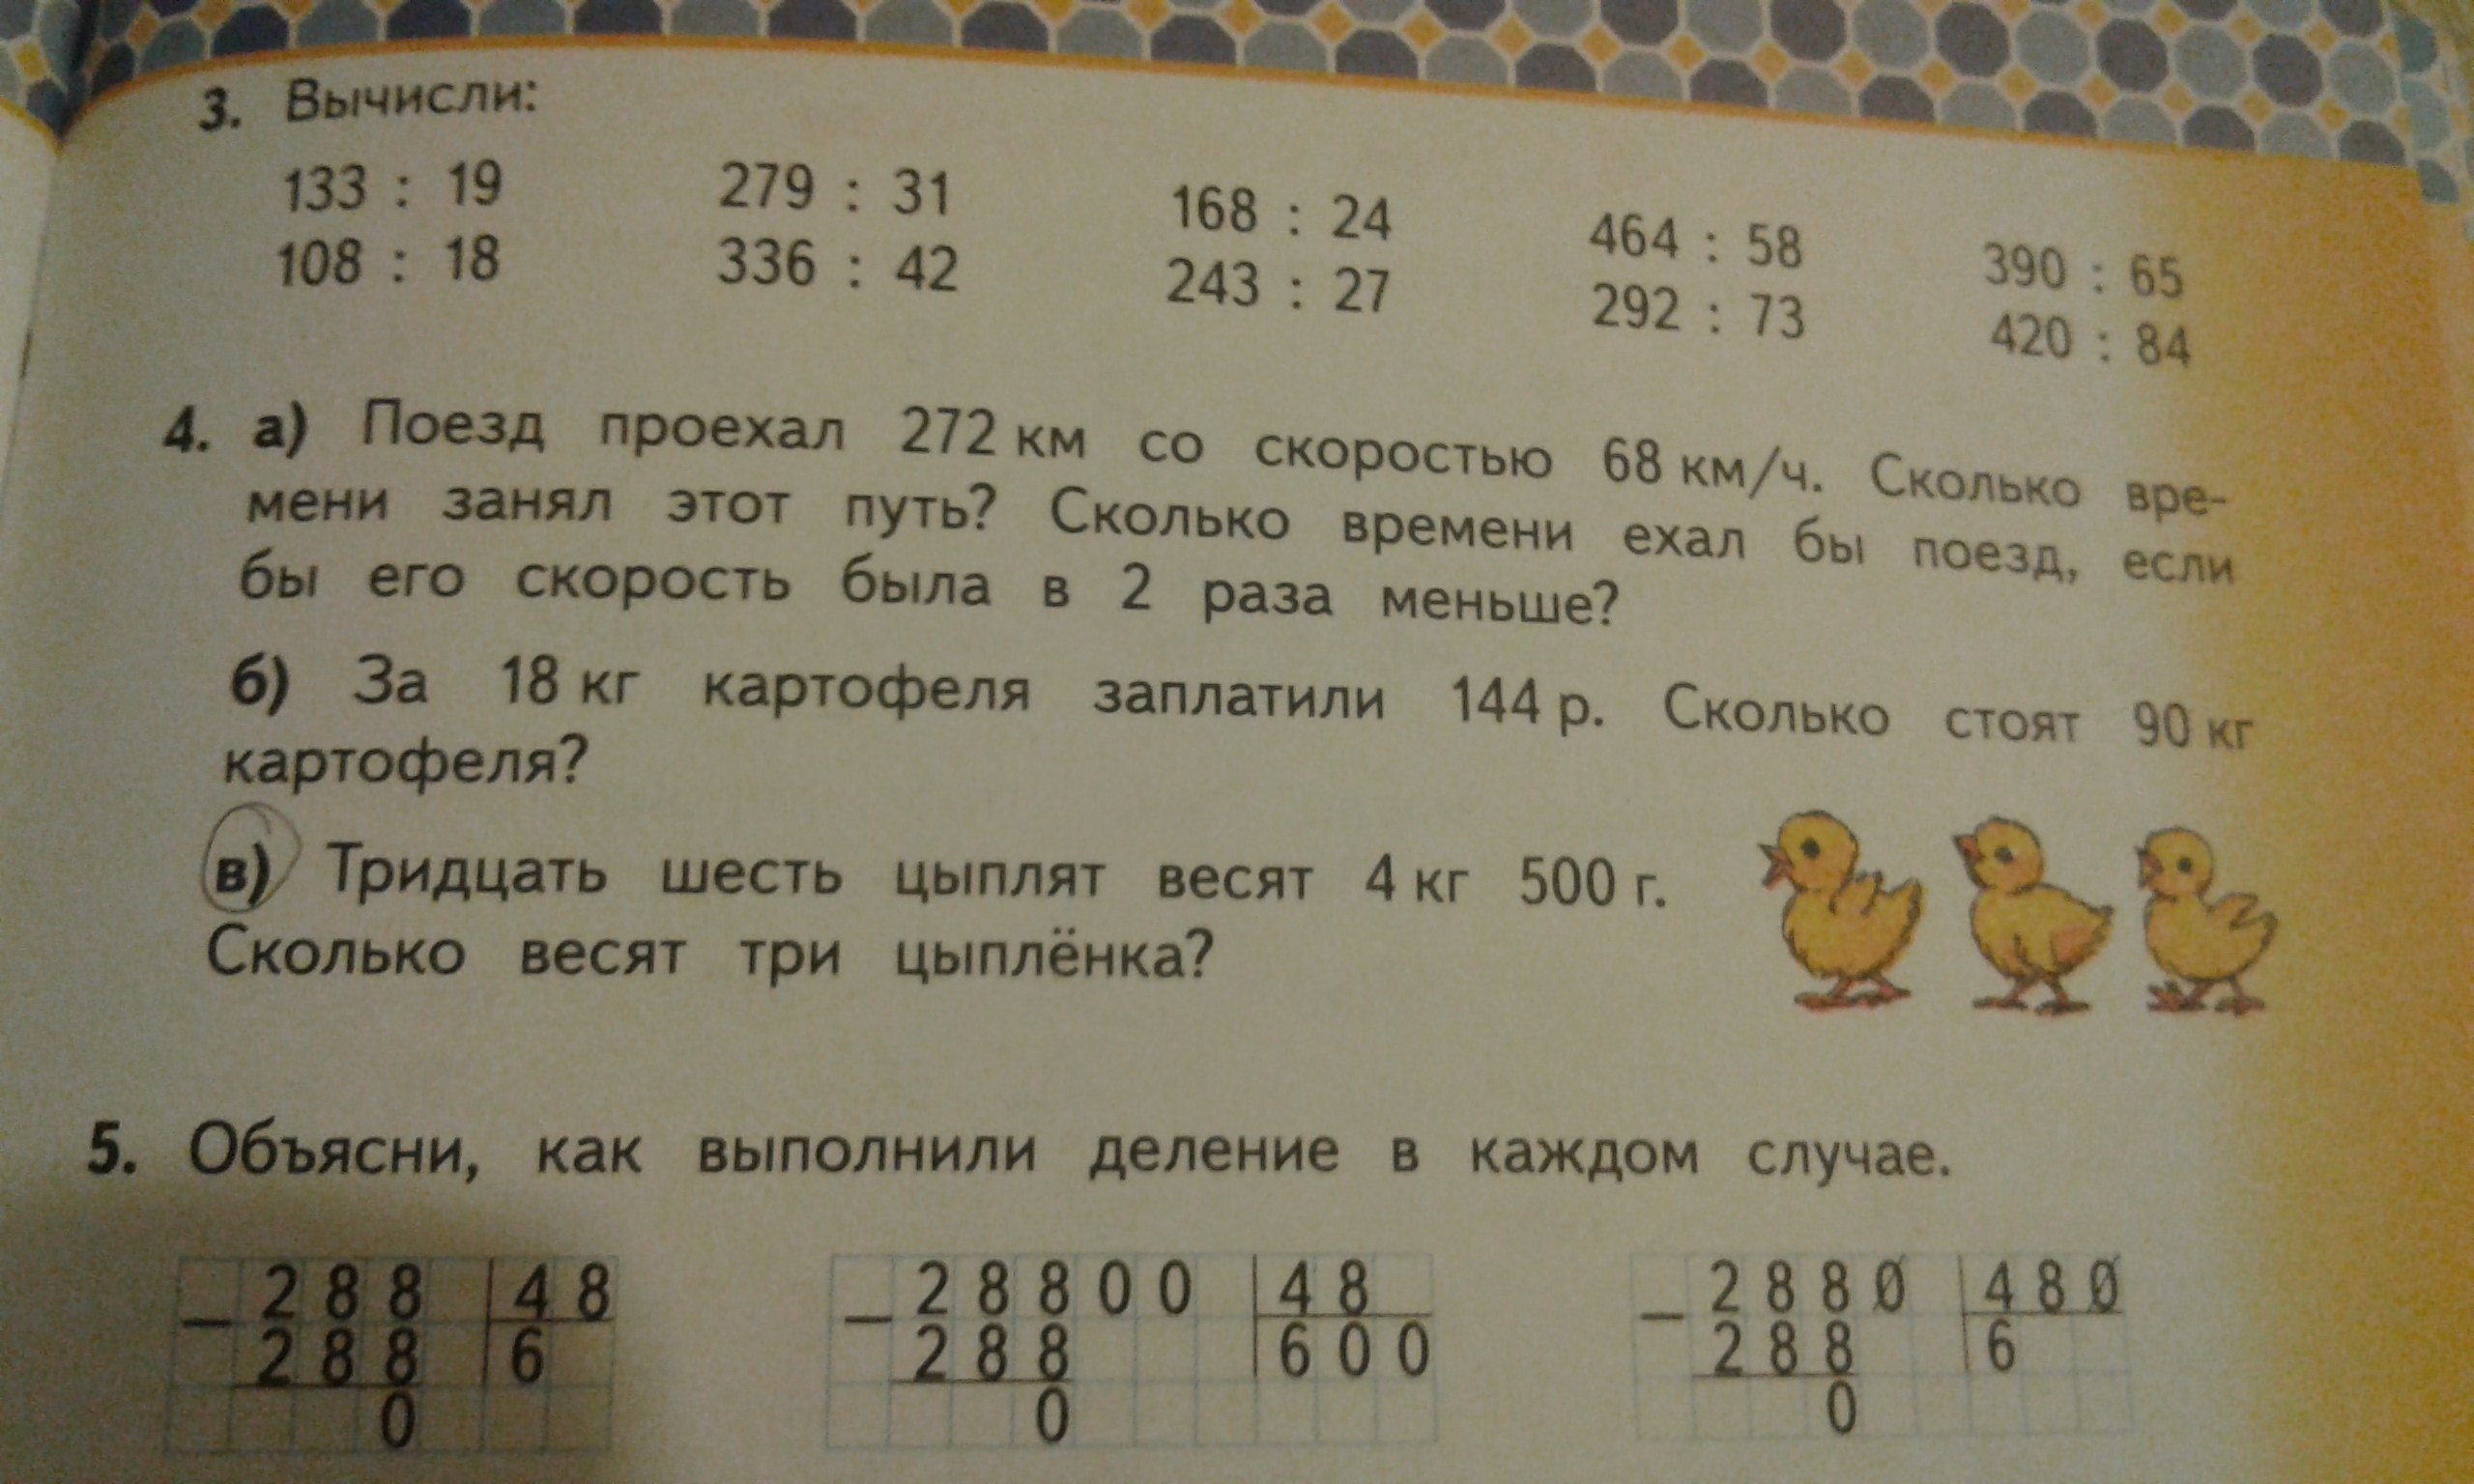 3. Вычисли:
133 : 19 279 : 31 168 : 24 464 : 58 390 : 65
108 : 18 336 : 42 243 : 27 292 : 73 420 : 84
4. а) Поезд проехал 272 км со скоростью 68 км/ч. Сколько вре-
мени занял этот путь? Сколько времени ехал бы поезд, если
бы его скорость была в 2 раза меньше?
б) За 18 кг картофеля заплатили 144 р. Сколько стоят 90 кг
картофеля?
в) Тридцать шесть цыплят весят 4 кг 500 г.
Сколько весят три цыплёнка?
5. Объясни, как выполнили деление в каждом случае.
– 288 48 – 28800 48 – 2880 480
288 6 288 600 288 6
0 0 0